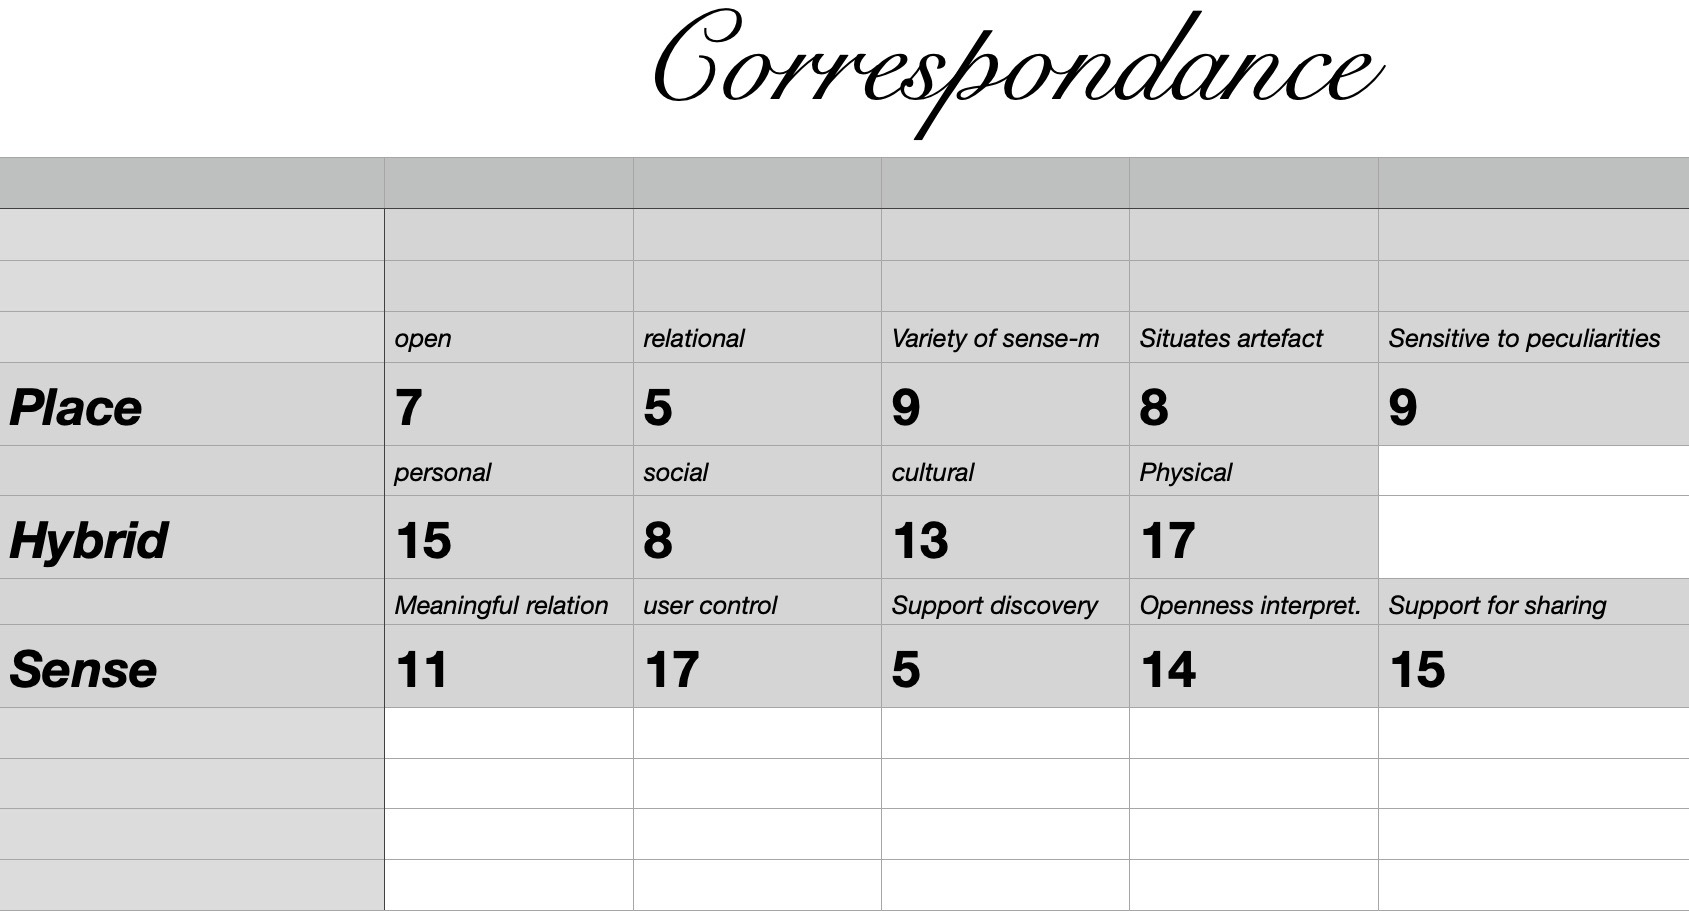 Correspondance
open relational Variety of sense-m Situates artefact Sensitive to peculiarities
Place 7 5 9 8 9
personal social cultural Physical
Hybrid 15 8 13 17
Meaningful relation user control Support discovery Openness interpret. Support for sharing
Sense 11 17 5 14 15